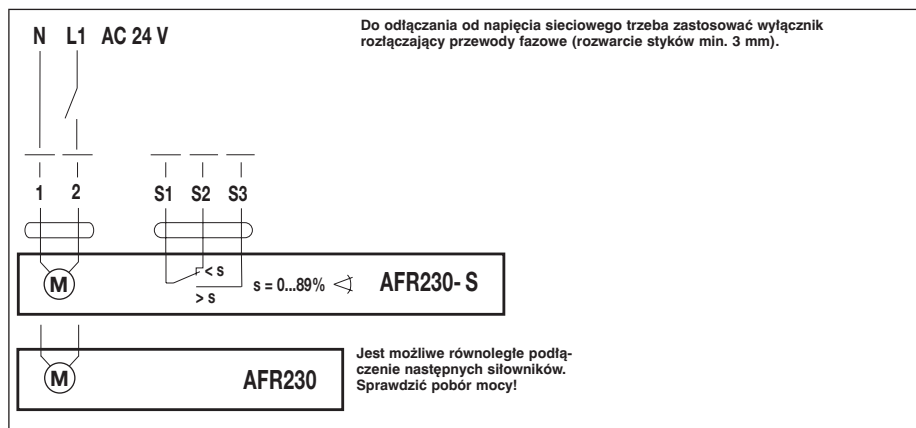 N L1 AC 24 V
Do odłączania od napięcia sieciowego trzeba zastosować wyłącznik
rozłączający przewody fazowe (rozwarcie styków min. 3 mm).
1 2 S1 S2 S3
M
< s
> s
s = 0...89%
AFR230- S
M
AFR230
Jest możliwe równoległe podłą-
czenie następnych siłowników.
Sprawdzić pobór mocy!